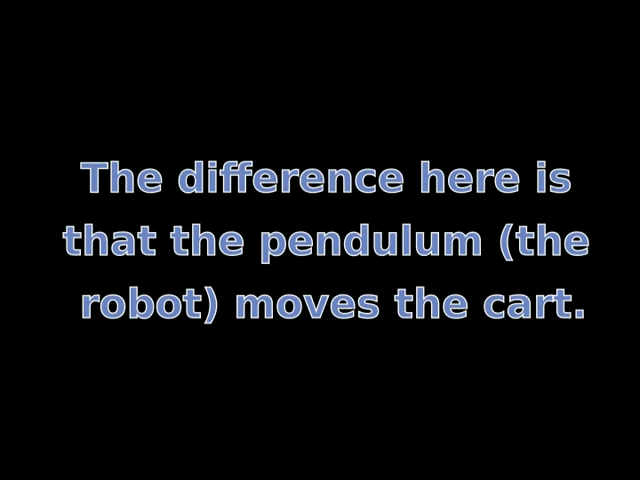 The difference here is
that the pendulum (the
robot) moves the cart.